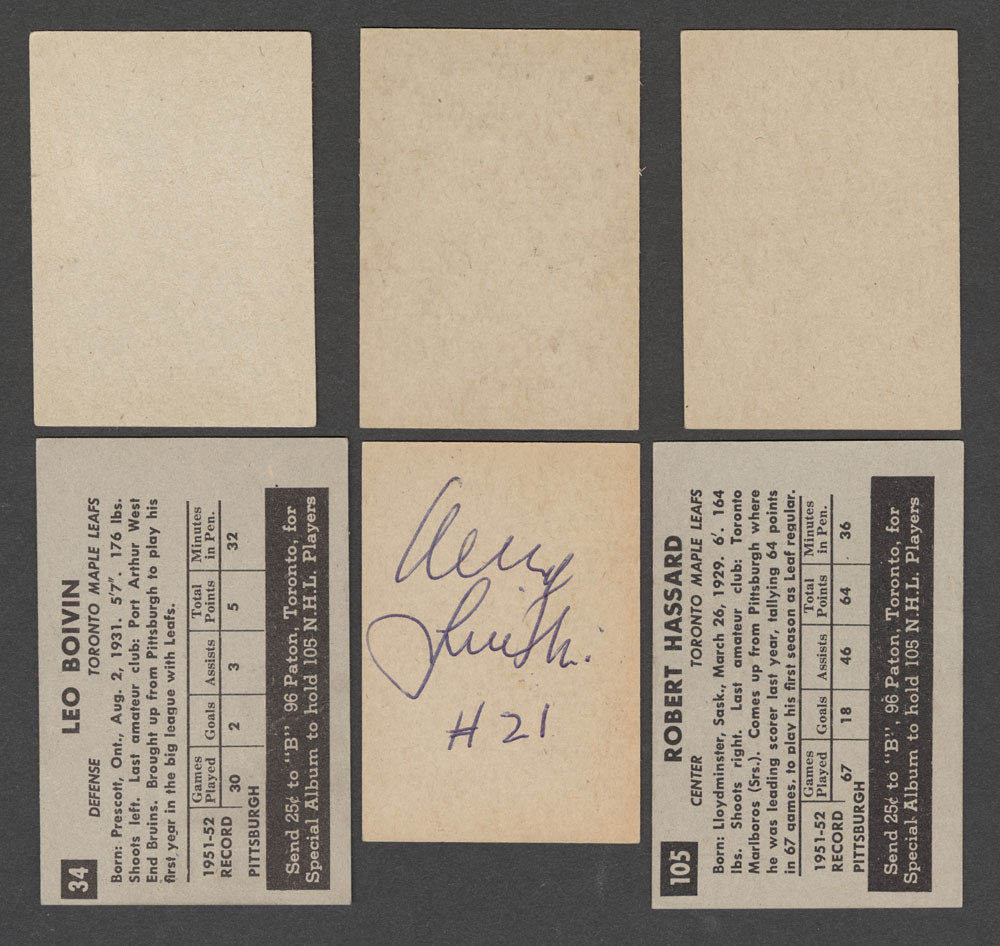 34
LEO BOIVIN
DEFENSE TORONTO MAPLE LEAFS
Born: Prescott, Ont., Aug. 2, 1931. 5'7". 176 lbs.
Shoots left. Last amateur club: Port Arthur West
End Bruins. Brought up from Pittsburgh to play his
first year in the big league with Leafs.
1951-52 RECORD Games Played Goals Assists Total Points Minutes in Pen.
PITTSBURGH 30 2 3 5 32
Send 25¢ to "B", 96 Paton, Toronto, for
Special Album to hold 105 N.H.L. Players
#21
105
ROBERT HASSARD
CENTER TORONTO MAPLE LEAFS
Born: Lloydminster, Sask., March 26, 1929. 6'. 164
lbs. Shoots right. Last amateur club: Toronto
Marlboros (Srs.). Comes up from Pittsburgh where
he was leading scorer last year, tallying 64 points
in 67 games, to play his first season as Leaf regular.
1951-52 RECORD Games Played Goals Assists Total Points Minutes in Pen.
PITTSBURGH 67 18 46 64 36
Send 25¢ to "B", 96 Paton, Toronto, for
Special Album to hold 105 N.H.L. Players